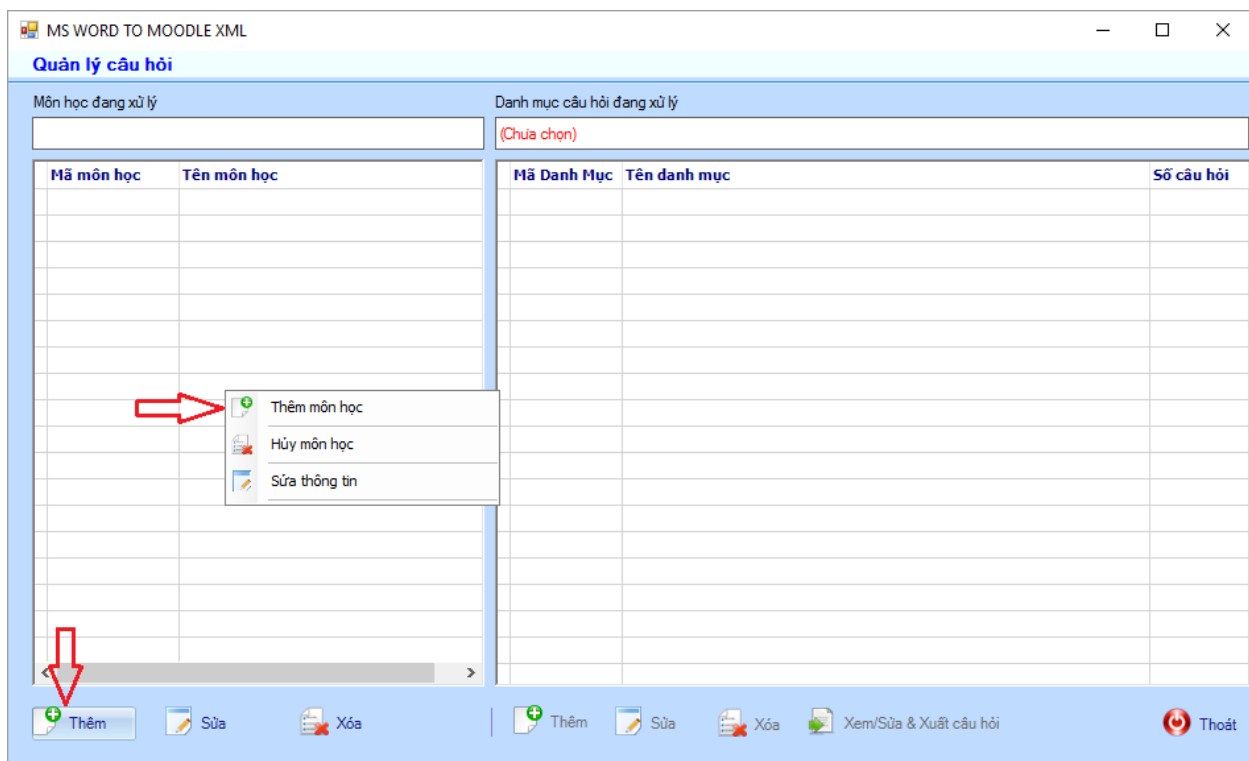 MS WORD TO MOODLE XML
Quản lý câu hỏi
Môn học đang xử lý
Danh mục câu hỏi đang xử lý
(Chưa chọn)
Mã môn học Tên môn học
Mã Danh Mục Tên danh mục Số câu hỏi
Thêm môn học
Hủy môn học
Sửa thông tin
Thêm Sửa Xóa
Thêm Sửa Xóa Xem/Sửa & Xuất câu hỏi Thoát